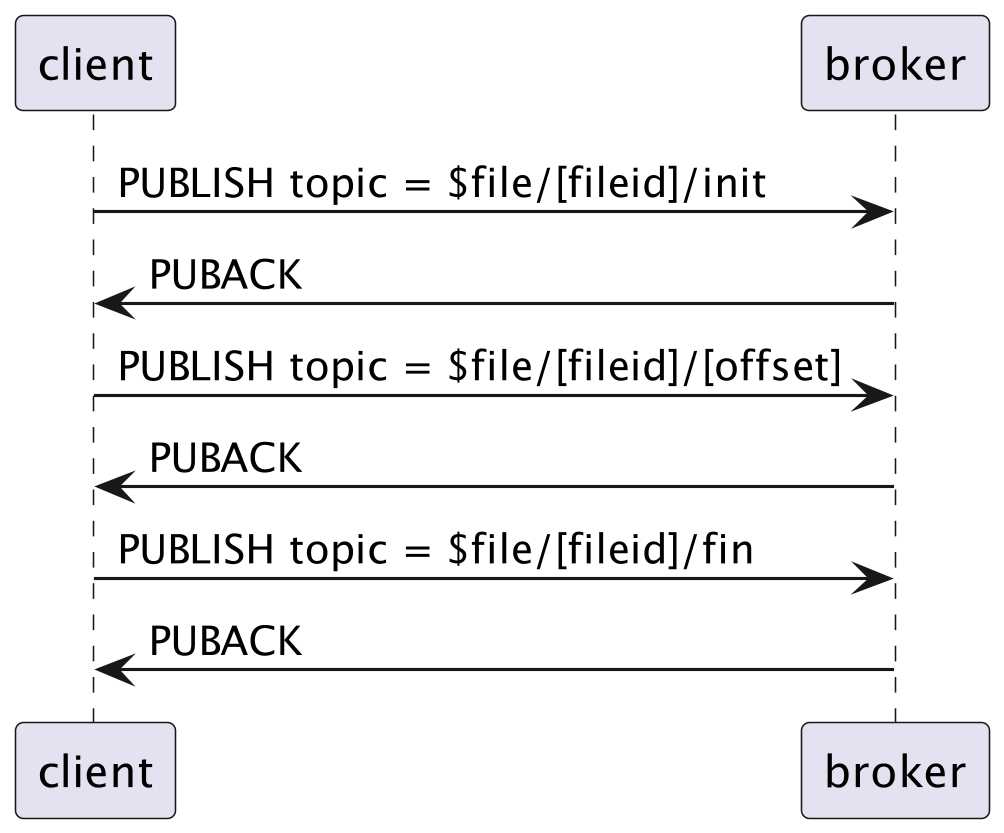 client broker
PUBLISH topic = $file/[fileid]/init
PUBACK
PUBLISH topic = $file/[fileid]/[offset]
PUBACK
PUBLISH topic = $file/[fileid]/fin
PUBACK
client broker